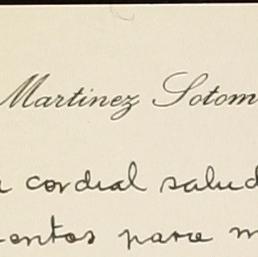 Martinez Sotom
cordial salud
entos para m